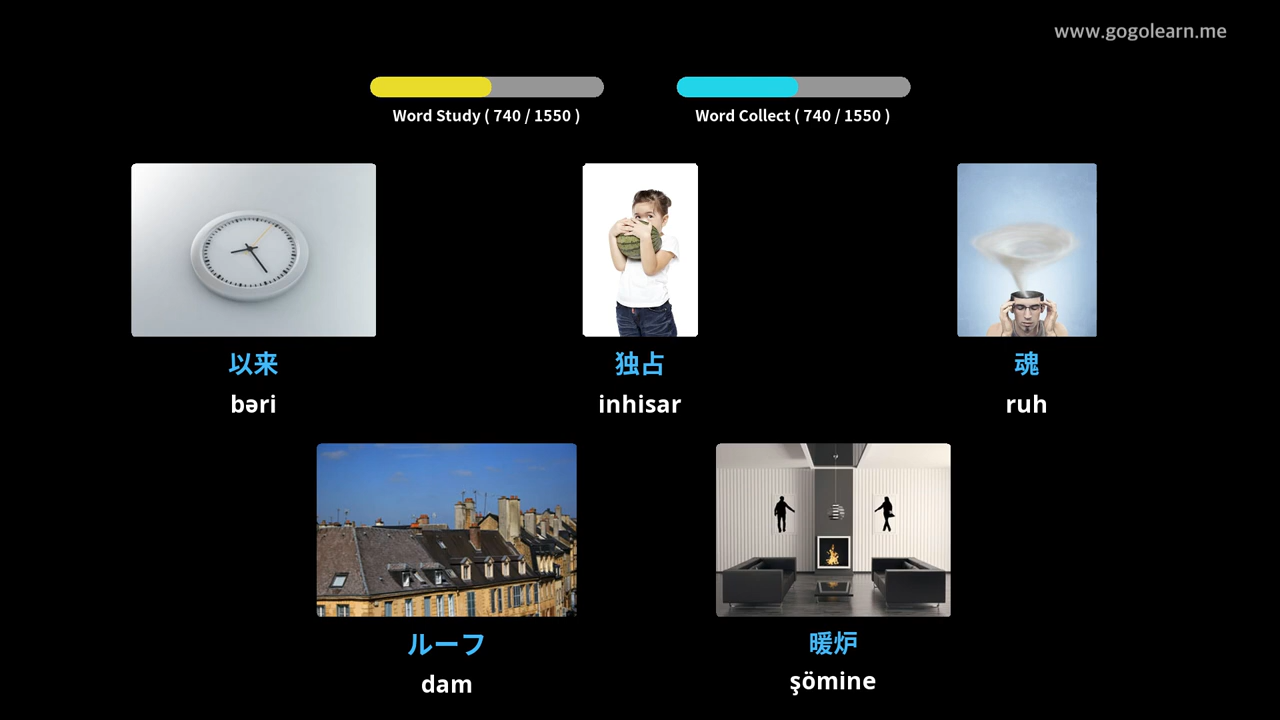 www.gogolearn.me
Word Study ( 740 / 1550 )
Word Collect ( 740 / 1550 )
以来
bəri
独占
inhisar
魂
ruh
ルーフ
dam
暖炉
şömine